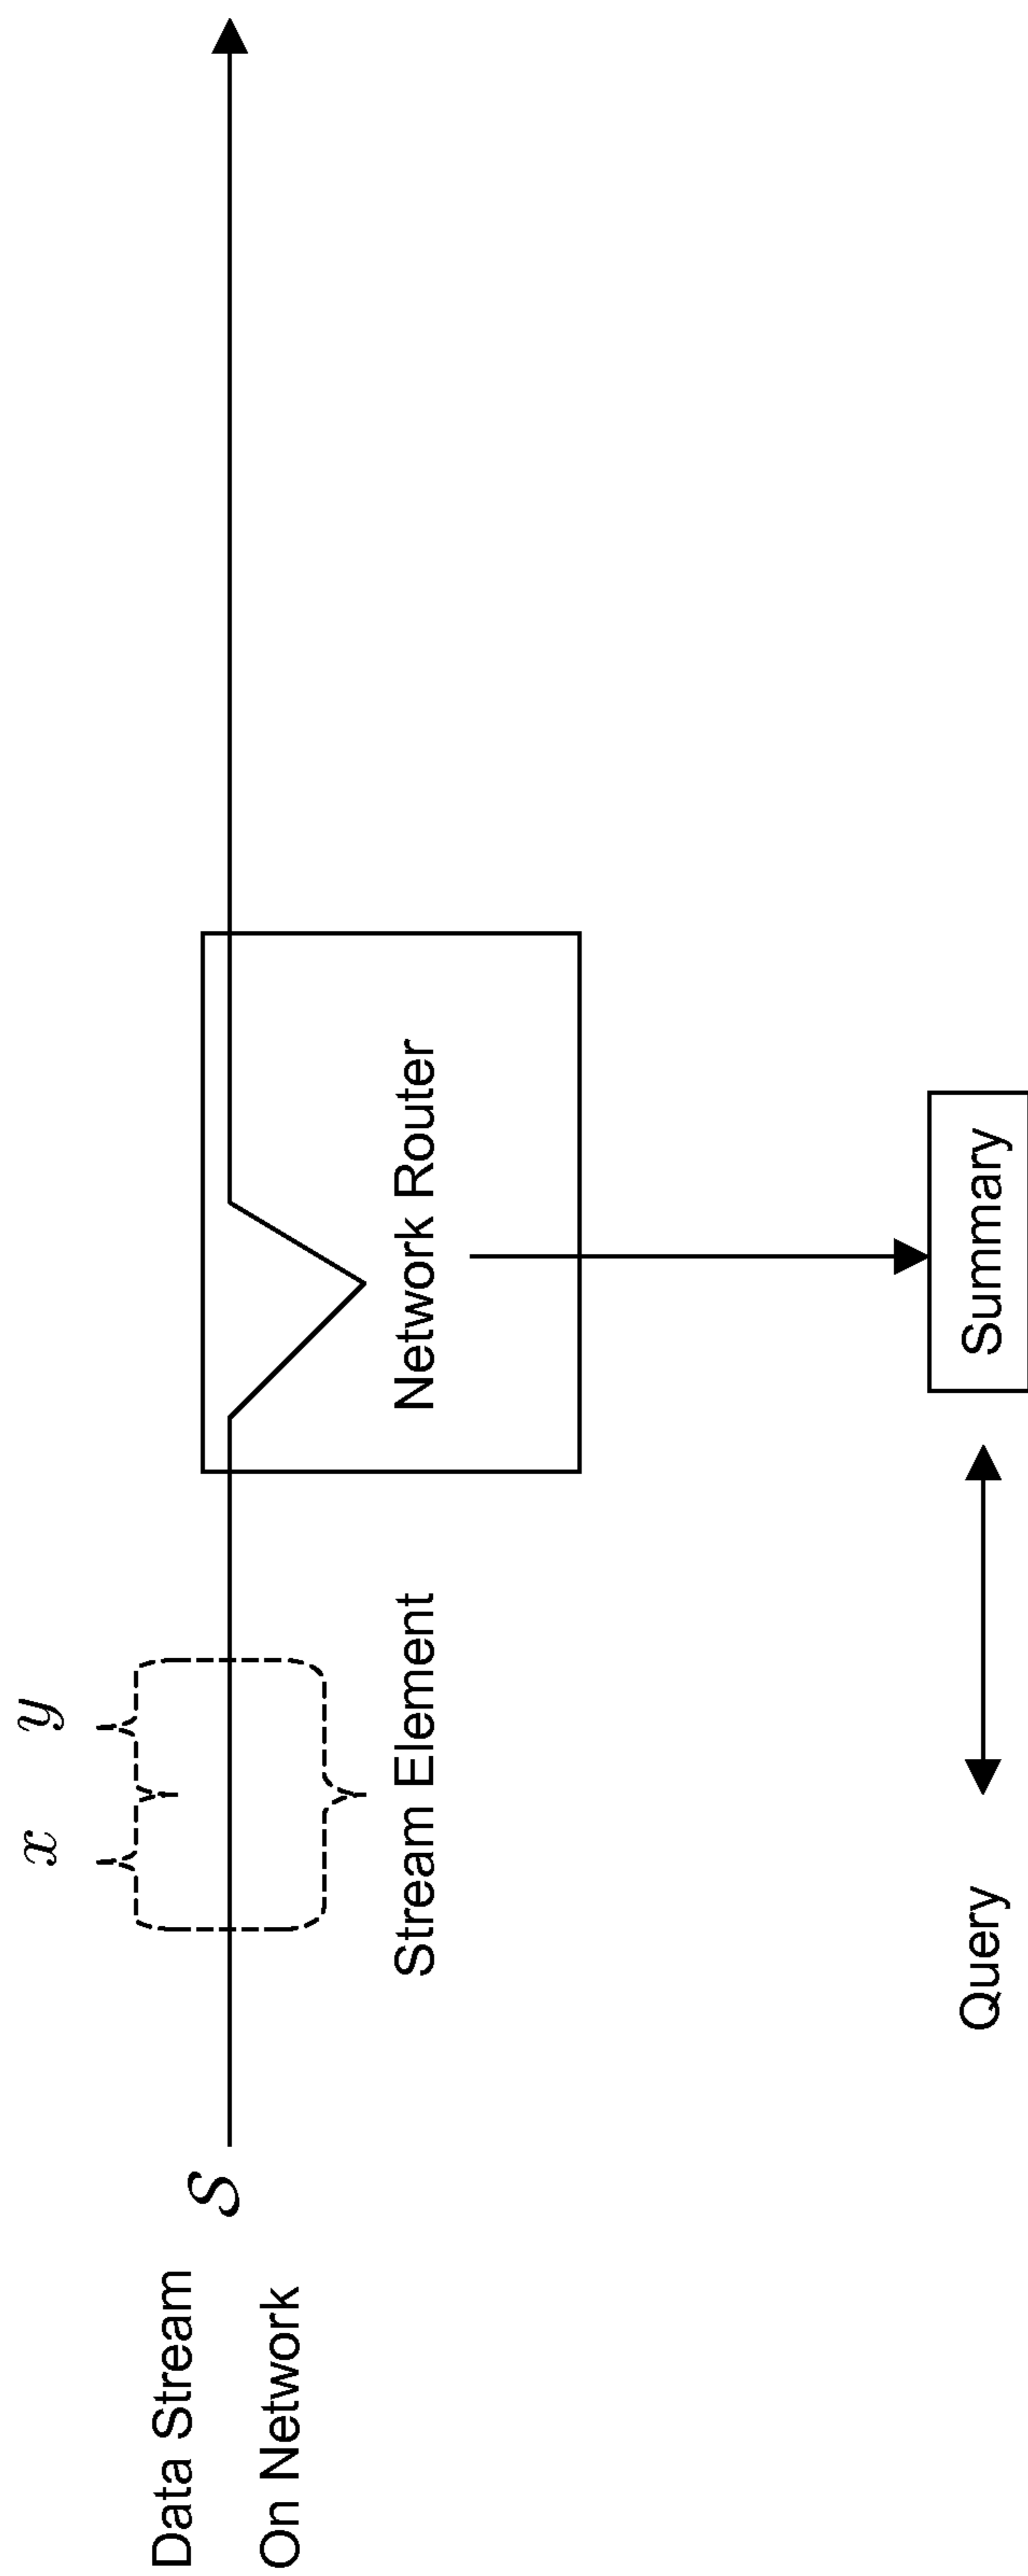 x y
Data Stream
𝒮
On Network
Stream Element
Network Router
Query
Summary